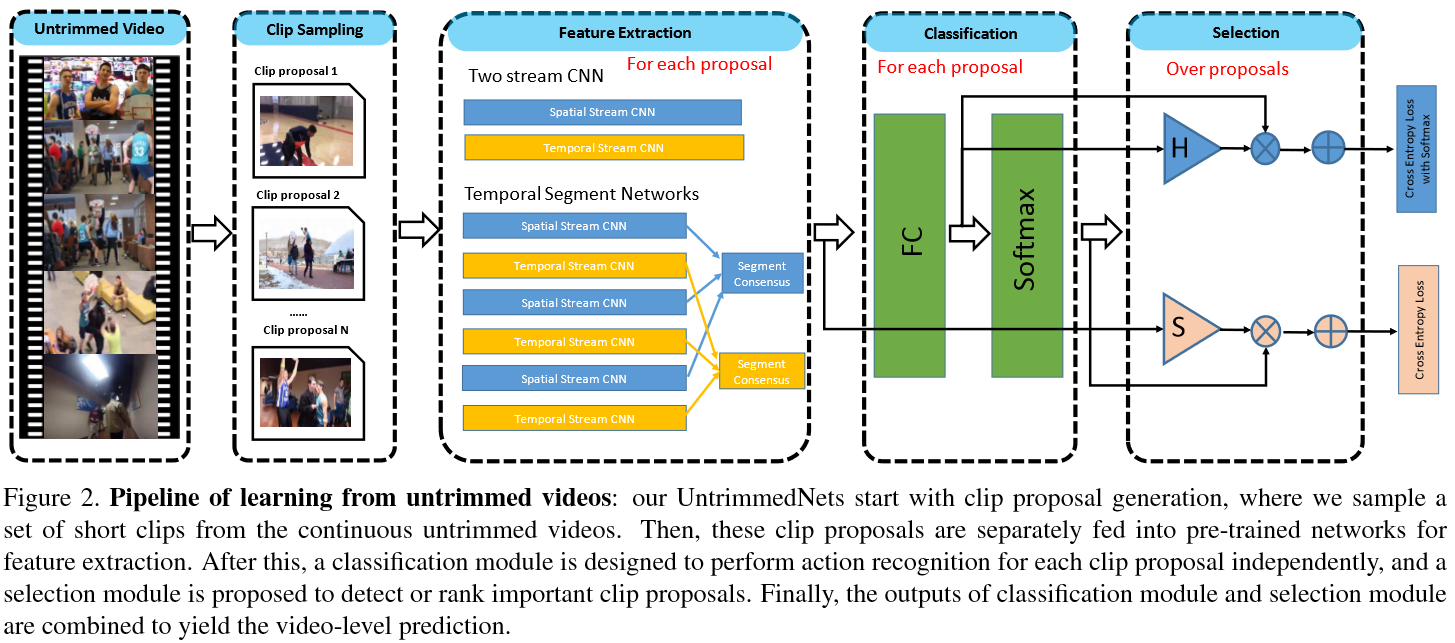 Untrimmed Video
Clip Sampling
Clip proposal 1
Clip proposal 2
......
Clip proposal N
Feature Extraction
For each proposal
Two stream CNN
Spatial Stream CNN
Temporal Stream CNN
Temporal Segment Networks
Spatial Stream CNN
Temporal Stream CNN
Spatial Stream CNN
Temporal Stream CNN
Spatial Stream CNN
Temporal Stream CNN
Segment
Consensus
Segment
Consensus
Classification
For each proposal
FC
Softmax
Selection
Over proposals
H
S
Cross Entropy Loss
with Softmax
Cross Entropy Loss
33
Figure 2. Pipeline of learning from untrimmed videos: our UntrimmedNets start with clip proposal generation, where we sample a
set of short clips from the continuous untrimmed videos. Then, these clip proposals are separately fed into pre-trained networks for
feature extraction. After this, a classification module is designed to perform action recognition for each clip proposal independently, and a
selection module is proposed to detect or rank important clip proposals. Finally, the outputs of classification module and selection module
are combined to yield the video-level prediction.